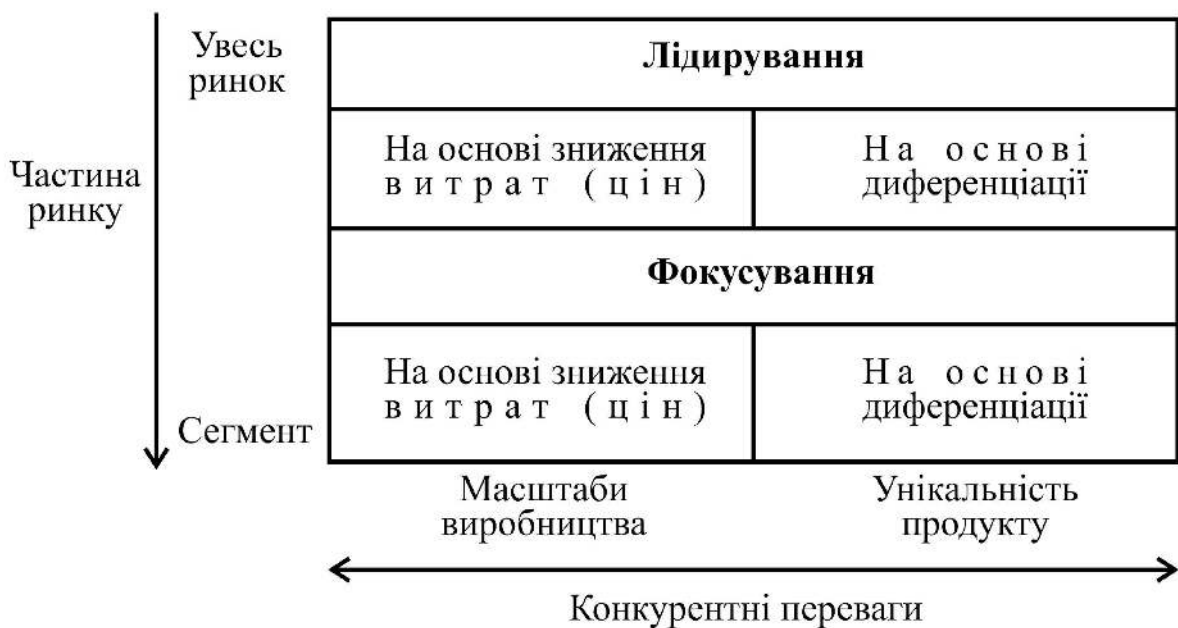 Увесь
ринок
Лідирування
Частина
ринку
На основі зниження
витрат (цін)
На основі
диференціації
Фокусування
На основі зниження
витрат (цін)
На основі
диференціації
Сегмент
Масштаби
виробництва
Унікальність
продукту
Конкурентні переваги